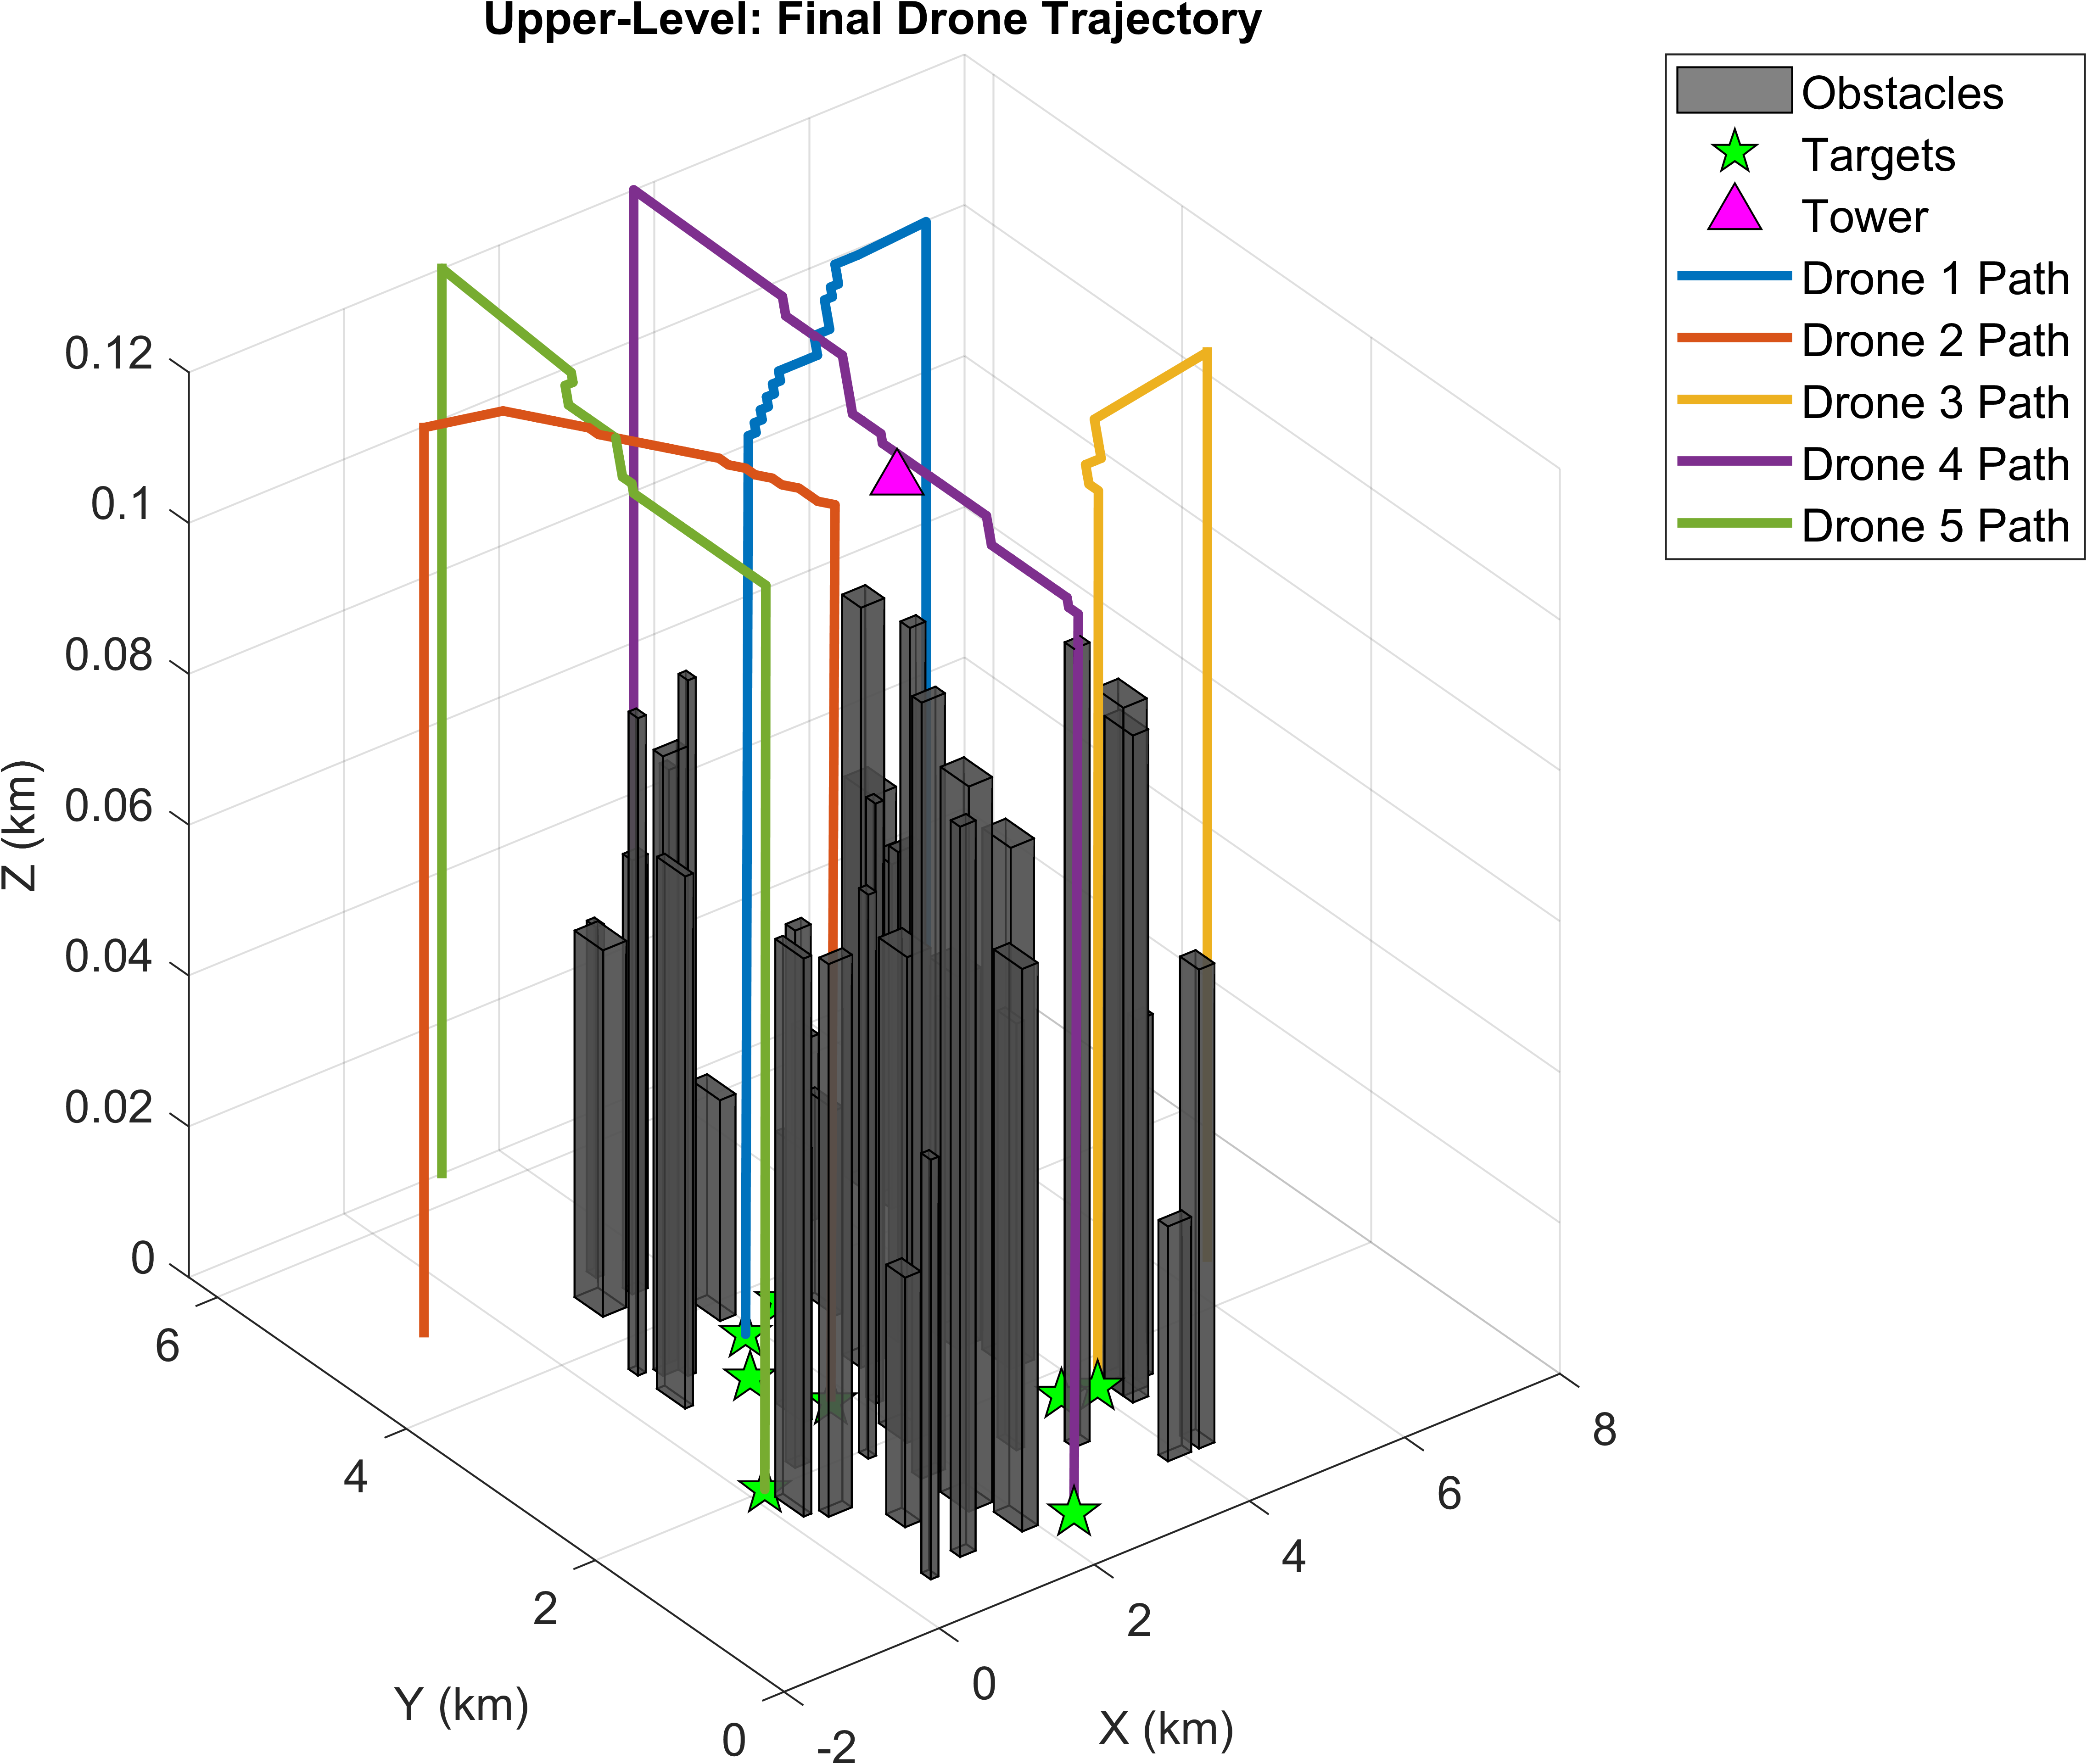 Upper-Level: Final Drone Trajectory
Obstacles
Targets
Tower
Drone 1 Path
Drone 2 Path
Drone 3 Path
Drone 4 Path
Drone 5 Path
0.12
0.1
0.08
0.06
0.04
0.02
0
Z (km)
6
4
2
0
Y (km)
-2
0
2
4
6
8
X (km)